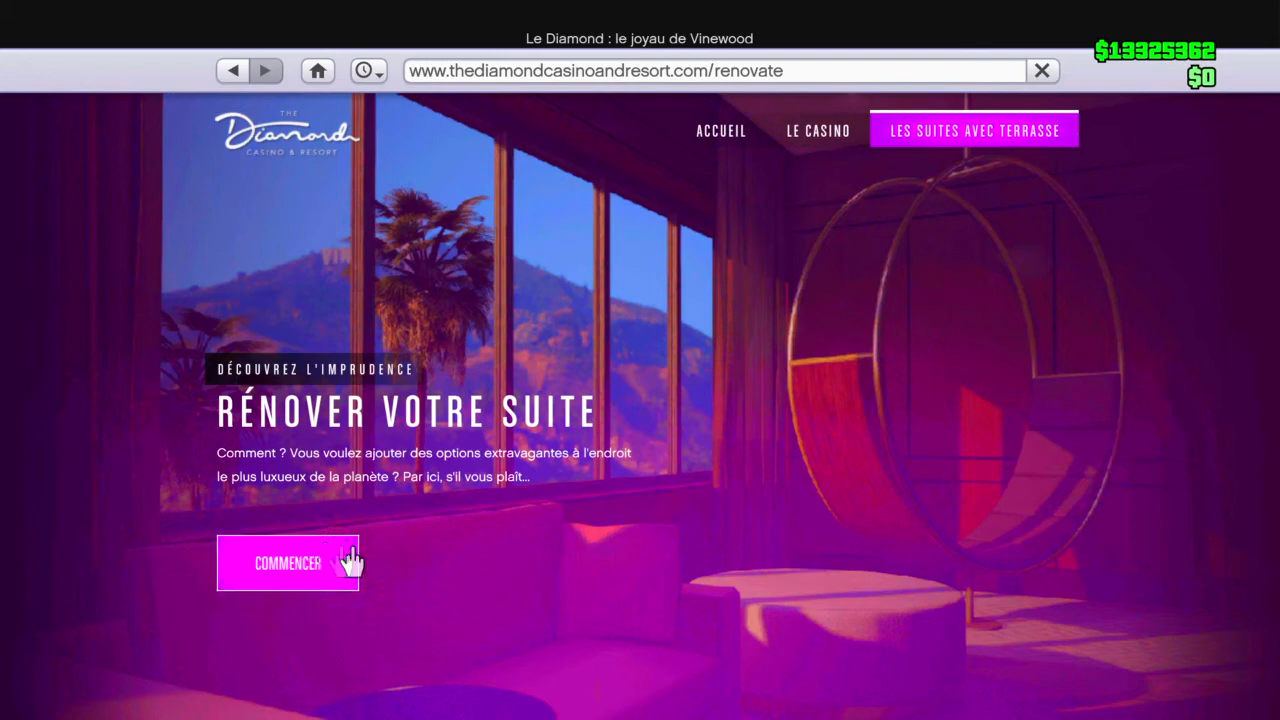 Le Diamond : le joyau de Vinewood
$13325362
www.thediamondcasinoandresort.com/renovate
$0
THE
Diamond
CASINO & RESORT
ACCUEIL
LE CASINO
LES SUITES AVEC TERRASSE
DÉCOUVREZ L'IMPRUDENCE
RÉNOVER VOTRE SUITE
Comment ? Vous voulez ajouter des options extravagantes à l'endroit
le plus luxueux de la planète ? Par ici, s'il vous plaît...
COMMENCER